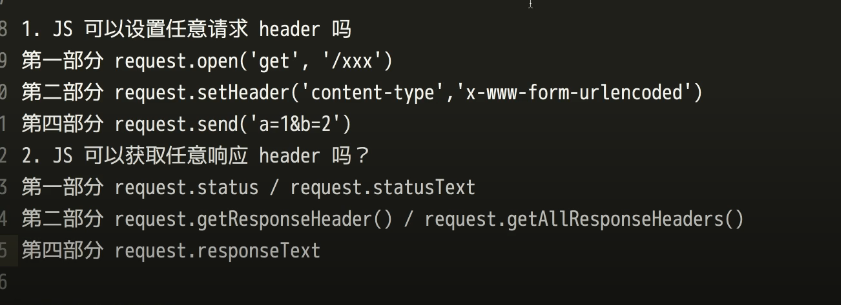 8 1. JS 可以设置任意请求 header 吗
9 第一部分 request.open('get', '/xxx')
0 第二部分 request.setHeader('content-type','x-www-form-urlencoded')
1 第四部分 request.send('a=1&b=2')
2 2. JS 可以获取任意响应 header 吗？
3 第一部分 request.status / request.statusText
4 第二部分 request.getResponseHeader() / request.getAllResponseHeaders()
5 第四部分 request.responseText
6